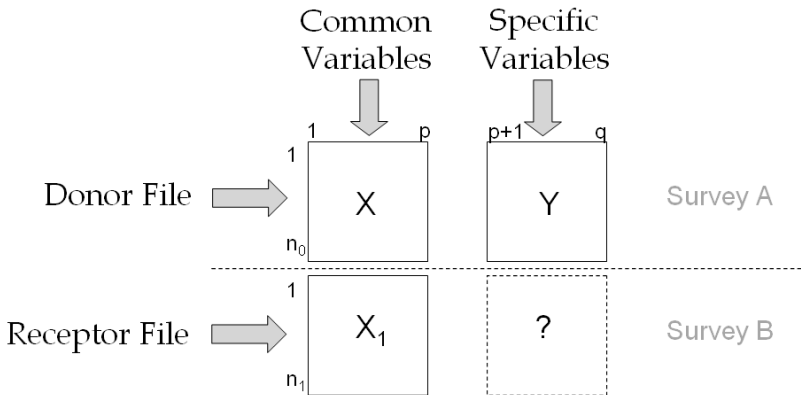 Common Variables
Specific Variables
1 p
p+1 q
Donor File
1
n₀
X
Y
Survey A
Receptor File
1
n₁
X₁
?
Survey B